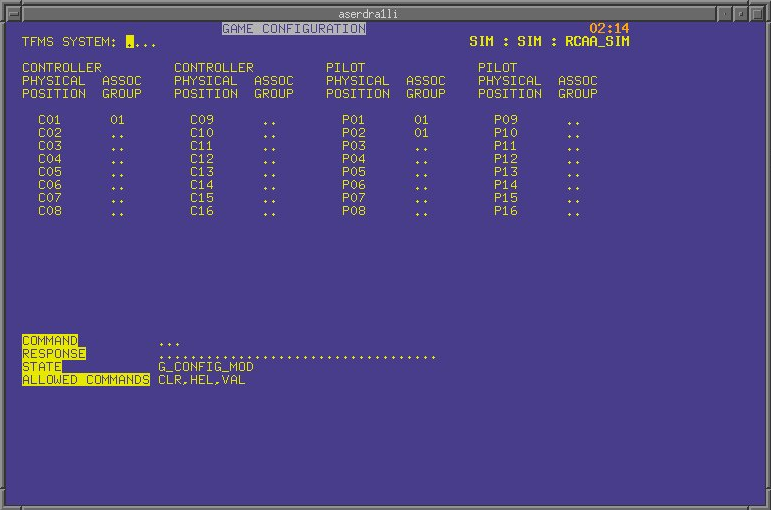 aserdra1li
GAME CONFIGURATION 02:14
TFMS SYSTEM: .... SIM : SIM : RCAA_SIM
CONTROLLER CONTROLLER PILOT PILOT
PHYSICAL ASSOC PHYSICAL ASSOC PHYSICAL ASSOC PHYSICAL ASSOC
POSITION GROUP POSITION GROUP POSITION GROUP POSITION GROUP
C01 01 C09 .. P01 01 P09 ..
C02 .. C10 .. P02 01 P10 ..
C03 .. C11 .. P03 .. P11 ..
C04 .. C12 .. P04 .. P12 ..
C05 .. C13 .. P05 .. P13 ..
C06 .. C14 .. P06 .. P14 ..
C07 .. C15 .. P07 .. P15 ..
C08 .. C16 .. P08 .. P16 ..
COMMAND ...
RESPONSE ...................................
STATE G_CONFIG_MOD
ALLOWED COMMANDS CLR,HEL,VAL